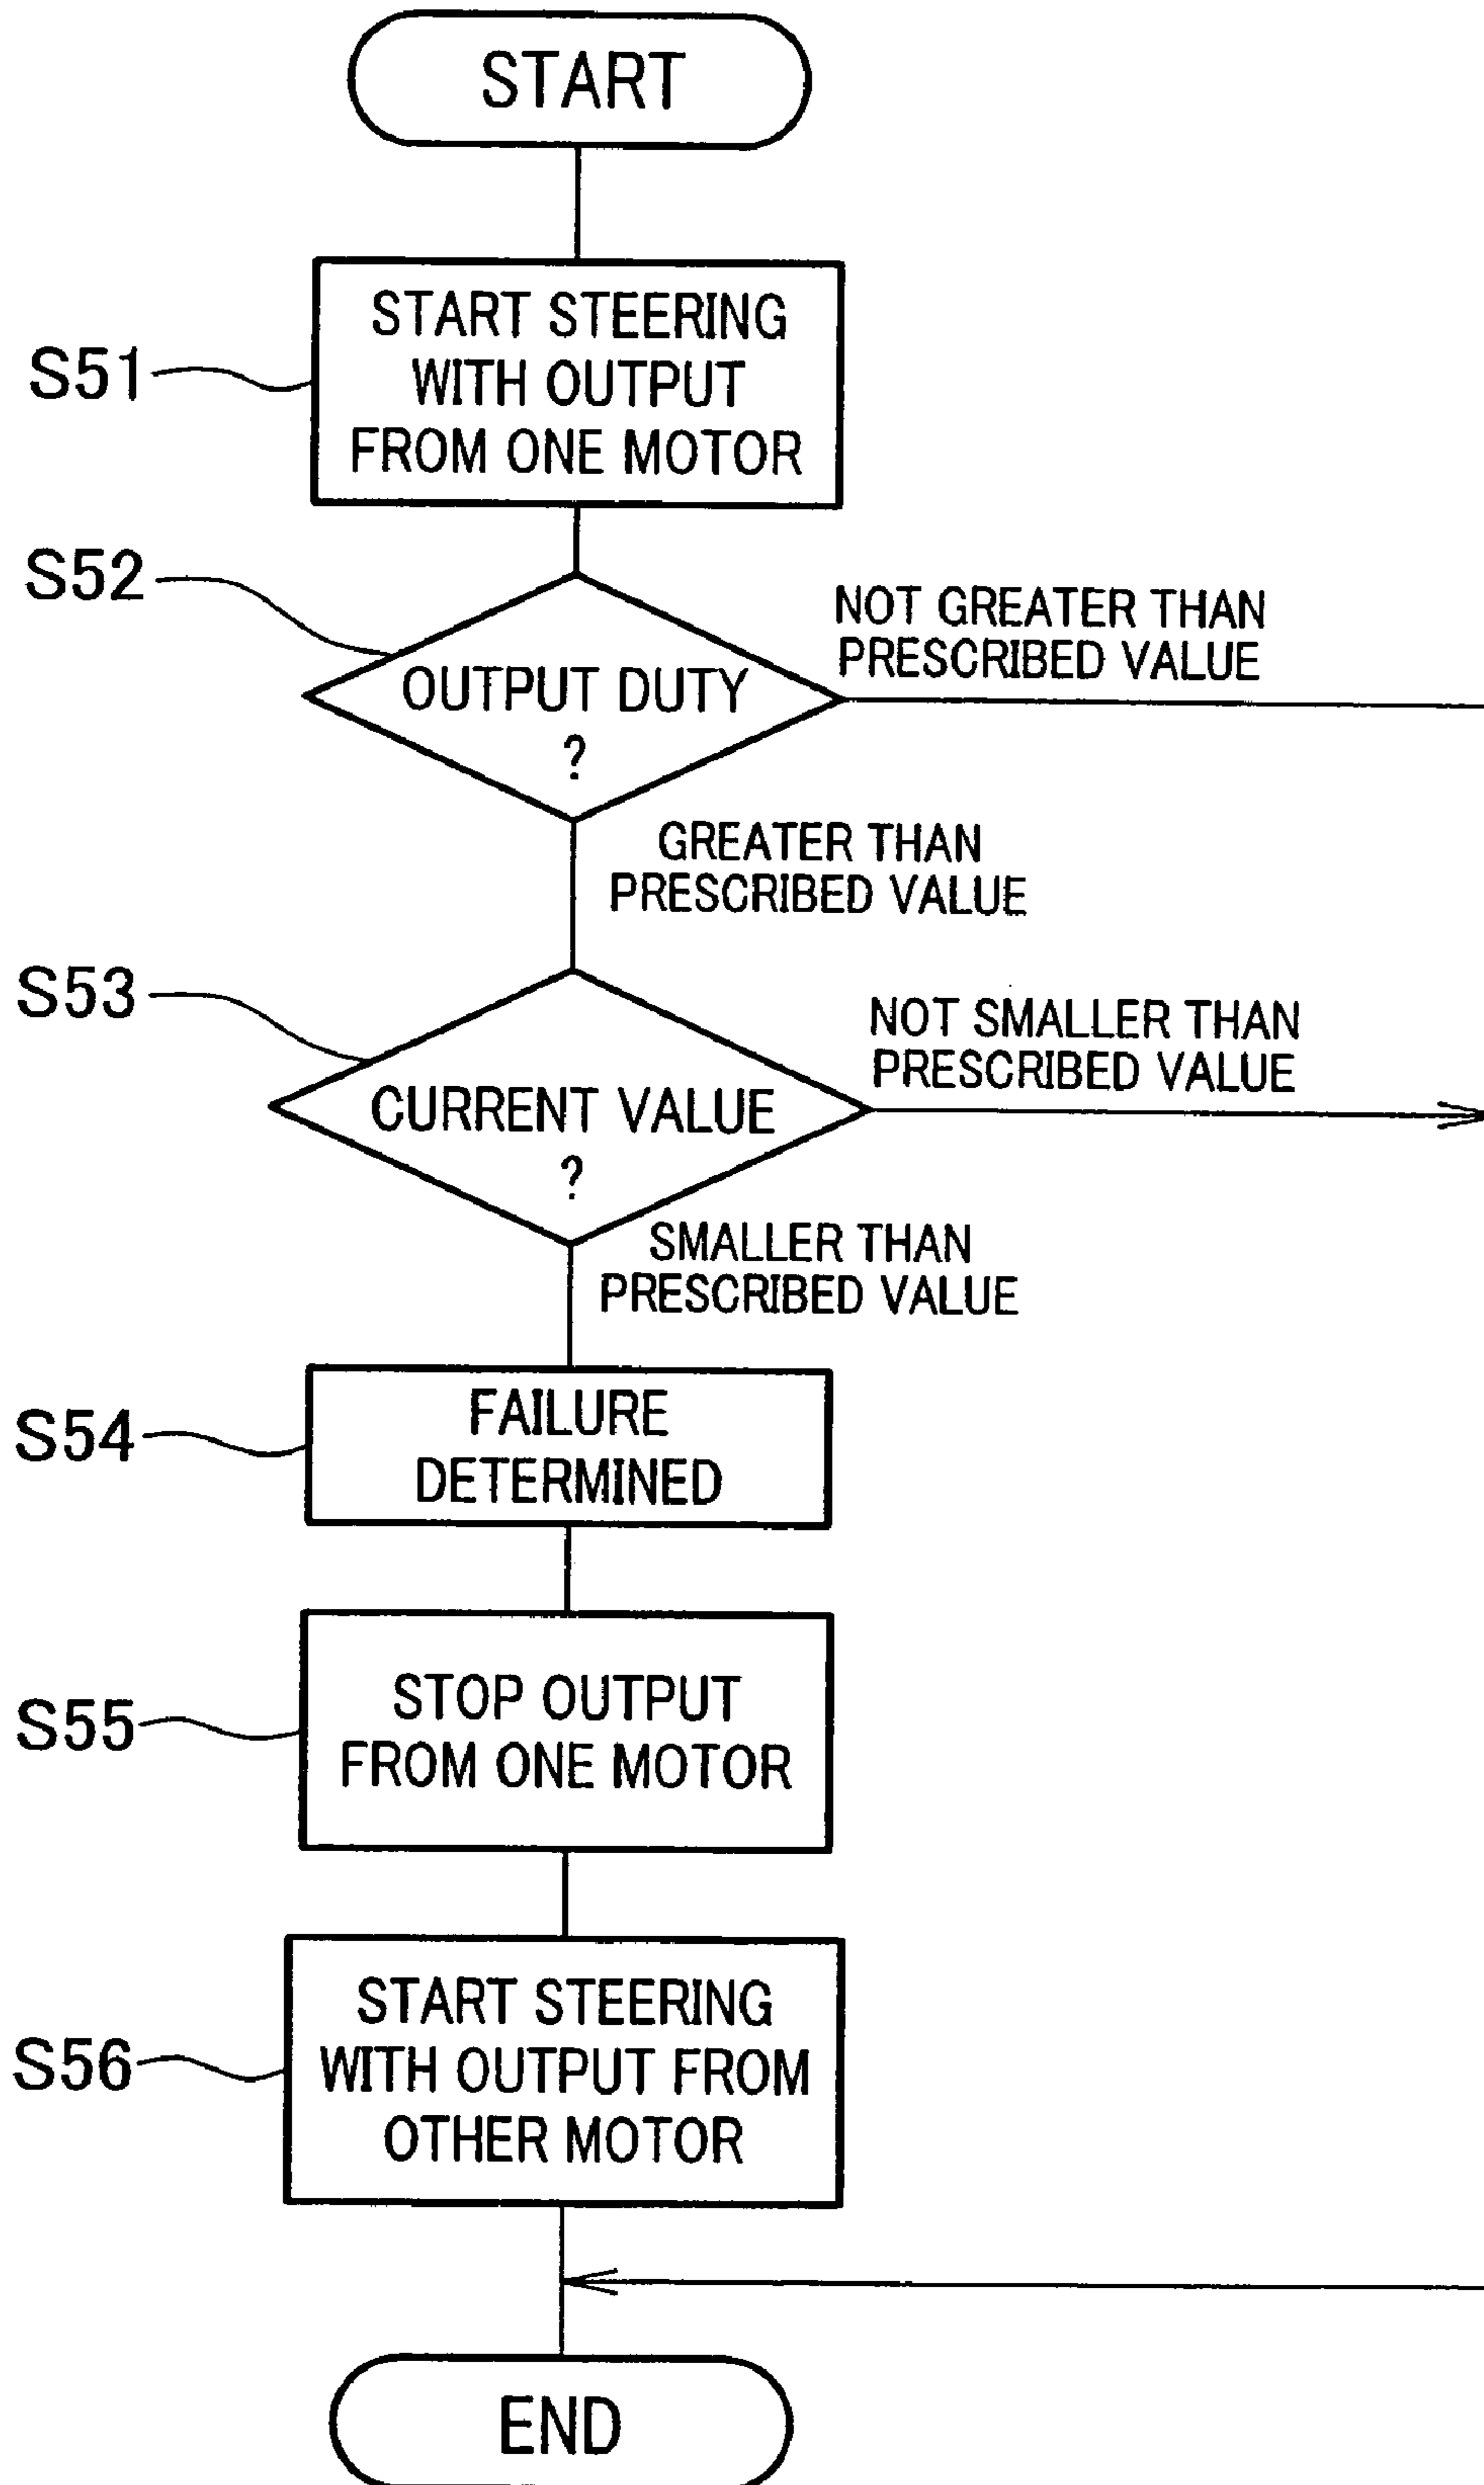 START
S51
START STEERING
WITH OUTPUT
FROM ONE MOTOR
S52
OUTPUT DUTY
?
NOT GREATER THAN
PRESCRIBED VALUE
GREATER THAN
PRESCRIBED VALUE
S53
CURRENT VALUE
?
NOT SMALLER THAN
PRESCRIBED VALUE
SMALLER THAN
PRESCRIBED VALUE
S54
FAILURE
DETERMINED
S55
STOP OUTPUT
FROM ONE MOTOR
S56
START STEERING
WITH OUTPUT FROM
OTHER MOTOR
END